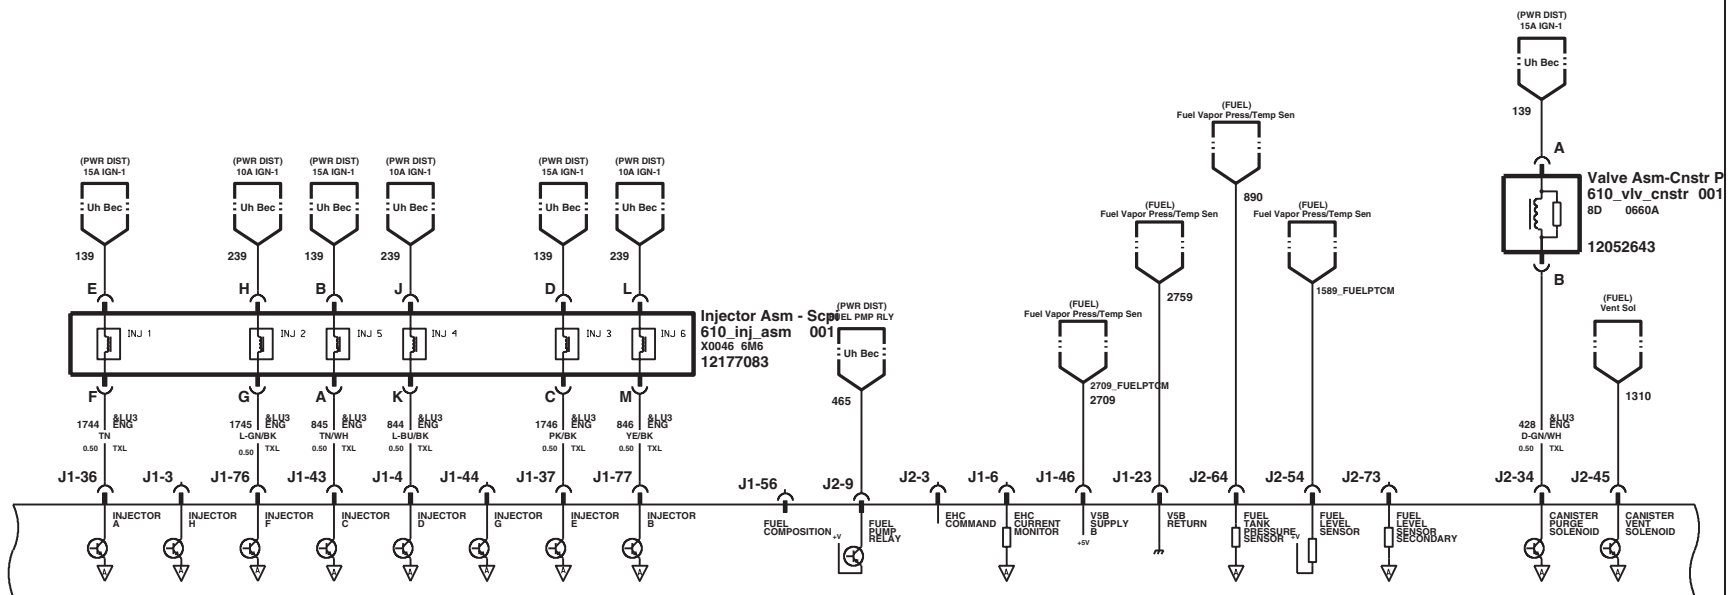 (PWR DIST)
15A IGN-1
Uh Bec
139
A
Valve Asm-Cnstr P
610_vlv_cnstr 001
8D 0660A
12052643
B
(FUEL)
Fuel Vapor Press/Temp Sen
890
(FUEL)
Fuel Vapor Press/Temp Sen
2759
(FUEL)
Fuel Vapor Press/Temp Sen
1589_FUELPTCM
(PWR DIST)
15A IGN-1
Uh Bec
139
E
(PWR DIST)
10A IGN-1
Uh Bec
239
H
(PWR DIST)
15A IGN-1
Uh Bec
139
B
(PWR DIST)
10A IGN-1
Uh Bec
239
J
(PWR DIST)
15A IGN-1
Uh Bec
139
D
(PWR DIST)
10A IGN-1
Uh Bec
239
L
INJ 1
INJ 2
INJ 5
INJ 4
INJ 3
INJ 6
Injector Asm - Scpi
610_inj_asm 001
X0046 6M6
12177083
(PWR DIST)
FUEL PMP RLY
Uh Bec
465
(FUEL)
Fuel Vapor Press/Temp Sen
2709_FUELPTCM
2709
(FUEL)
Vent Sol
1310
F
1744
&LU3
ENG
TN
0.50 TXL
G
1745
&LU3
ENG
L-GN/BK
0.50 TXL
A
845
&LU3
ENG
TN/WH
0.50 TXL
K
844
&LU3
ENG
L-BU/BK
0.50 TXL
C
1746
&LU3
ENG
PK/BK
0.50 TXL
M
846
&LU3
ENG
YE/BK
0.50 TXL
428
&LU3
ENG
D-GN/WH
0.50 TXL
J1-36
J1-3
J1-76
J1-43
J1-4
J1-44
J1-37
J1-77
J1-56
J2-9
J2-3
J1-6
J1-46
J1-23
J2-64
J2-54
J2-73
J2-34
J2-45
INJECTOR
A
INJECTOR
H
INJECTOR
F
INJECTOR
C
INJECTOR
D
INJECTOR
G
INJECTOR
E
INJECTOR
B
FUEL
COMPOSITION
+V
FUEL
PUMP
RELAY
EHC
COMMAND
EHC
CURRENT
MONITOR
V5B
SUPPLY
B
+5V
V5B
RETURN
FUEL
TANK
PRESSURE
SENSOR
+V
FUEL
LEVEL
SENSOR
FUEL
LEVEL
SENSOR
SECONDARY
CANISTER
PURGE
SOLENOID
CANISTER
VENT
SOLENOID
A
A
A
A
A
A
A
A
A
A
A
A
A